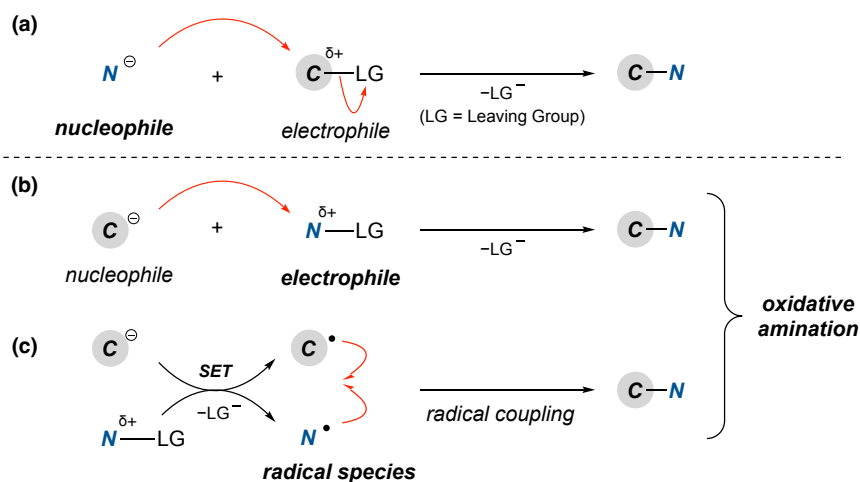 (a)
N⊖ + C δ+ —LG −LG⁻ C—N
(LG = Leaving Group)
nucleophile electrophile
(b)
C⊖ + N δ+ —LG −LG⁻ C—N
nucleophile electrophile
oxidative
amination
(c)
C⊖ SET C•
−LG⁻ radical coupling C—N
N δ+ —LG N•
radical species